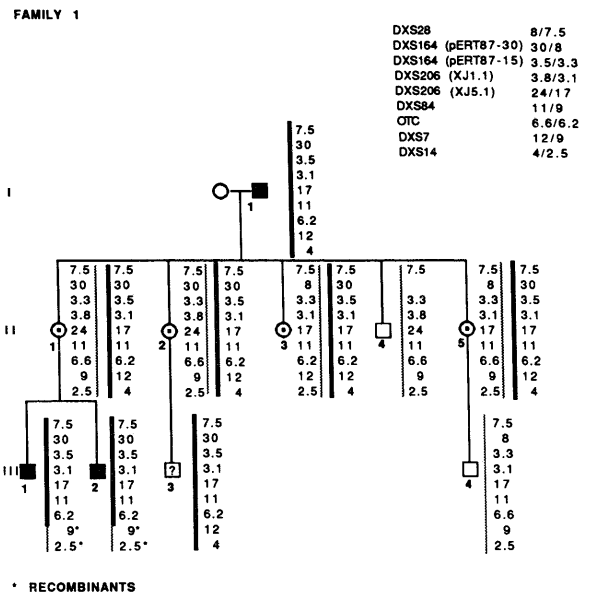 FAMILY 1
DXS28 8/7.5
DXS164 (pERT87-30) 30/8
DXS164 (pERT87-15) 3.5/3.3
DXS206 (XJ1.1) 3.8/3.1
DXS206 (XJ5.1) 24/17
DXS84 11/9
OTC 6.6/6.2
DXS7 12/9
DXS14 4/2.5
I
1
7.5
30
3.5
3.1
17
11
6.2
12
4
II
7.5 7.5 7.5 7.5 7.5 7.5 7.5 7.5 7.5
30 30 30 30 8 30 8 30
3.3 3.5 3.3 3.5 3.3 3.5 3.3 3.3 3.5
3.8 3.1 3.8 3.1 3.1 3.1 3.8 3.1 3.1
24 17 24 17 17 17 24 17 17
1 2 3 4 5
11 11 11 11 11 11 11 11 11
6.6 6.2 6.6 6.2 6.2 6.2 6.6 6.6 6.2
9 12 9 12 12 12 9 9 12
2.5 4 2.5 4 2.5 4 2.5 2.5 4
III
7.5 7.5 7.5 7.5
30 30 30 8
3.5 3.5 3.5 3.3
3.1 3.1 ? 3.1 3.1
1 2 3 4
17 17 17 17
11 11 11 11
6.2 6.2 6.2 6.6
9* 9* 12 9
2.5* 2.5* 4 2.5
* RECOMBINANTS